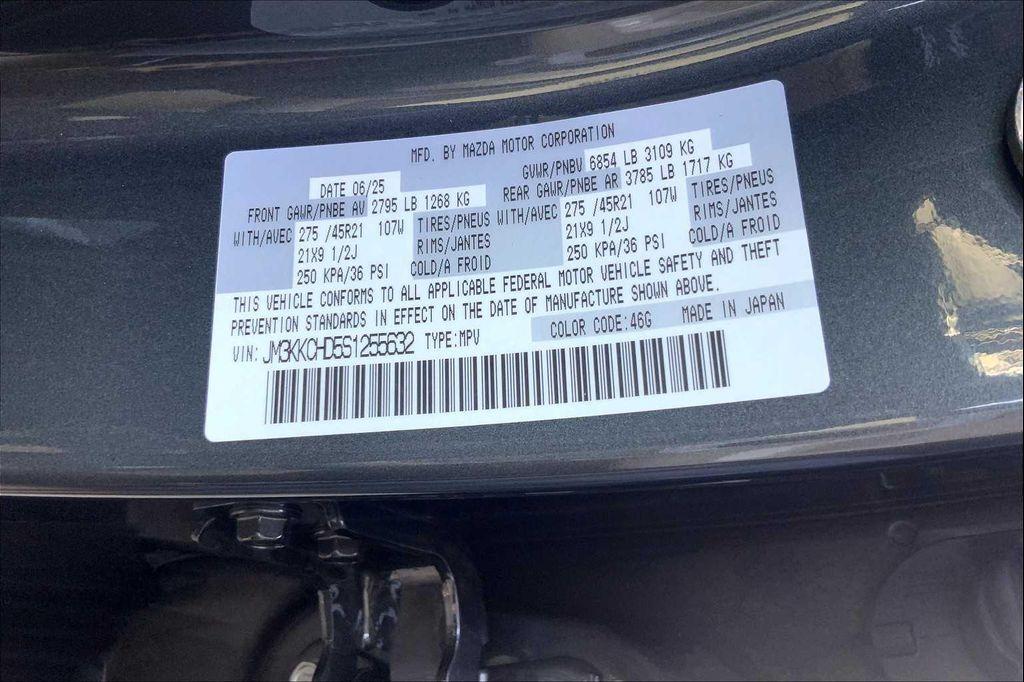 MFD. BY MAZDA MOTOR CORPORATION
DATE 06/25 GVWR/PNBV 6854 LB 3109 KG
FRONT GAWR/PNBE AV 2795 LB 1268 KG REAR GAWR/PNBE AR 3785 LB 1717 KG
WITH/AVEC 275 /45R21 107W TIRES/PNEUS WITH/AVEC 275 /45R21 107W TIRES/PNEUS
21X9 1/2J RIMS/JANTES 21X9 1/2J RIMS/JANTES
250 KPA/36 PSI COLD/A FROID 250 KPA/36 PSI COLD/A FROID
THIS VEHICLE CONFORMS TO ALL APPLICABLE FEDERAL MOTOR VEHICLE SAFETY AND THEFT
PREVENTION STANDARDS IN EFFECT ON THE DATE OF MANUFACTURE SHOWN ABOVE.
VIN: JM3KKCHD5S1255632 TYPE:MPV COLOR CODE:46G MADE IN JAPAN